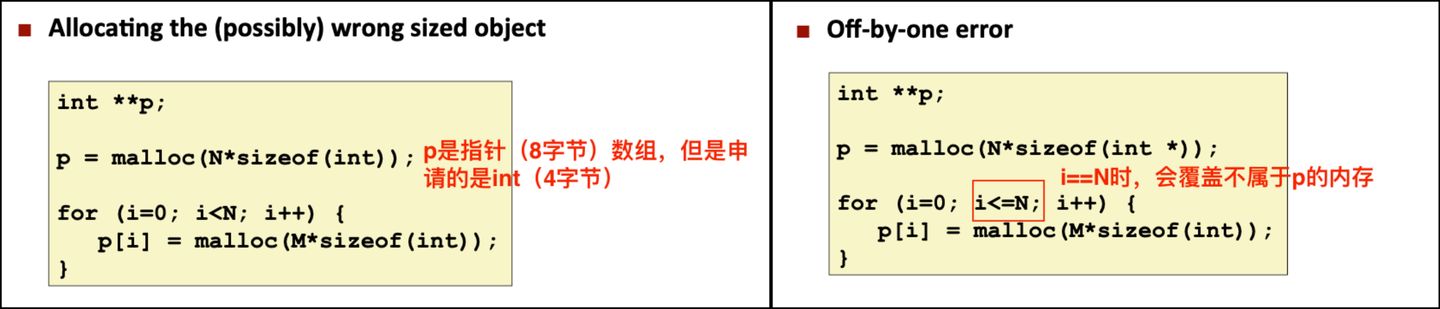 Allocating the (possibly) wrong sized object
int **p;
p = malloc(N*sizeof(int));
p是指针（8字节）数组，但是申
请的是int（4字节）
for (i=0; i<N; i++) {
p[i] = malloc(M*sizeof(int));
}
Off-by-one error
int **p;
p = malloc(N*sizeof(int *));
i==N时，会覆盖不属于p的内存
for (i=0; i<=N; i++) {
p[i] = malloc(M*sizeof(int));
}